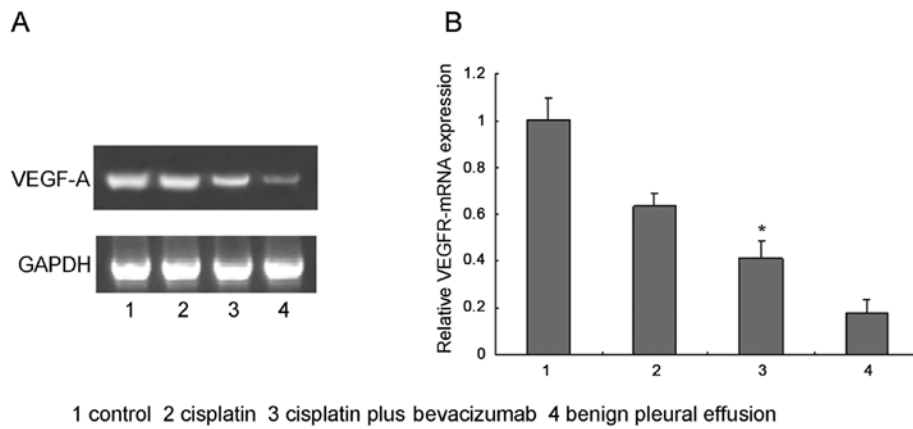 A
VEGF-A
GAPDH
1 2 3 4
B
Relative VEGFR-mRNA expression
1.2
1
0.8
0.6
0.4
0.2
0
*
1 2 3 4
1 control 2 cisplatin 3 cisplatin plus bevacizumab 4 benign pleural effusion